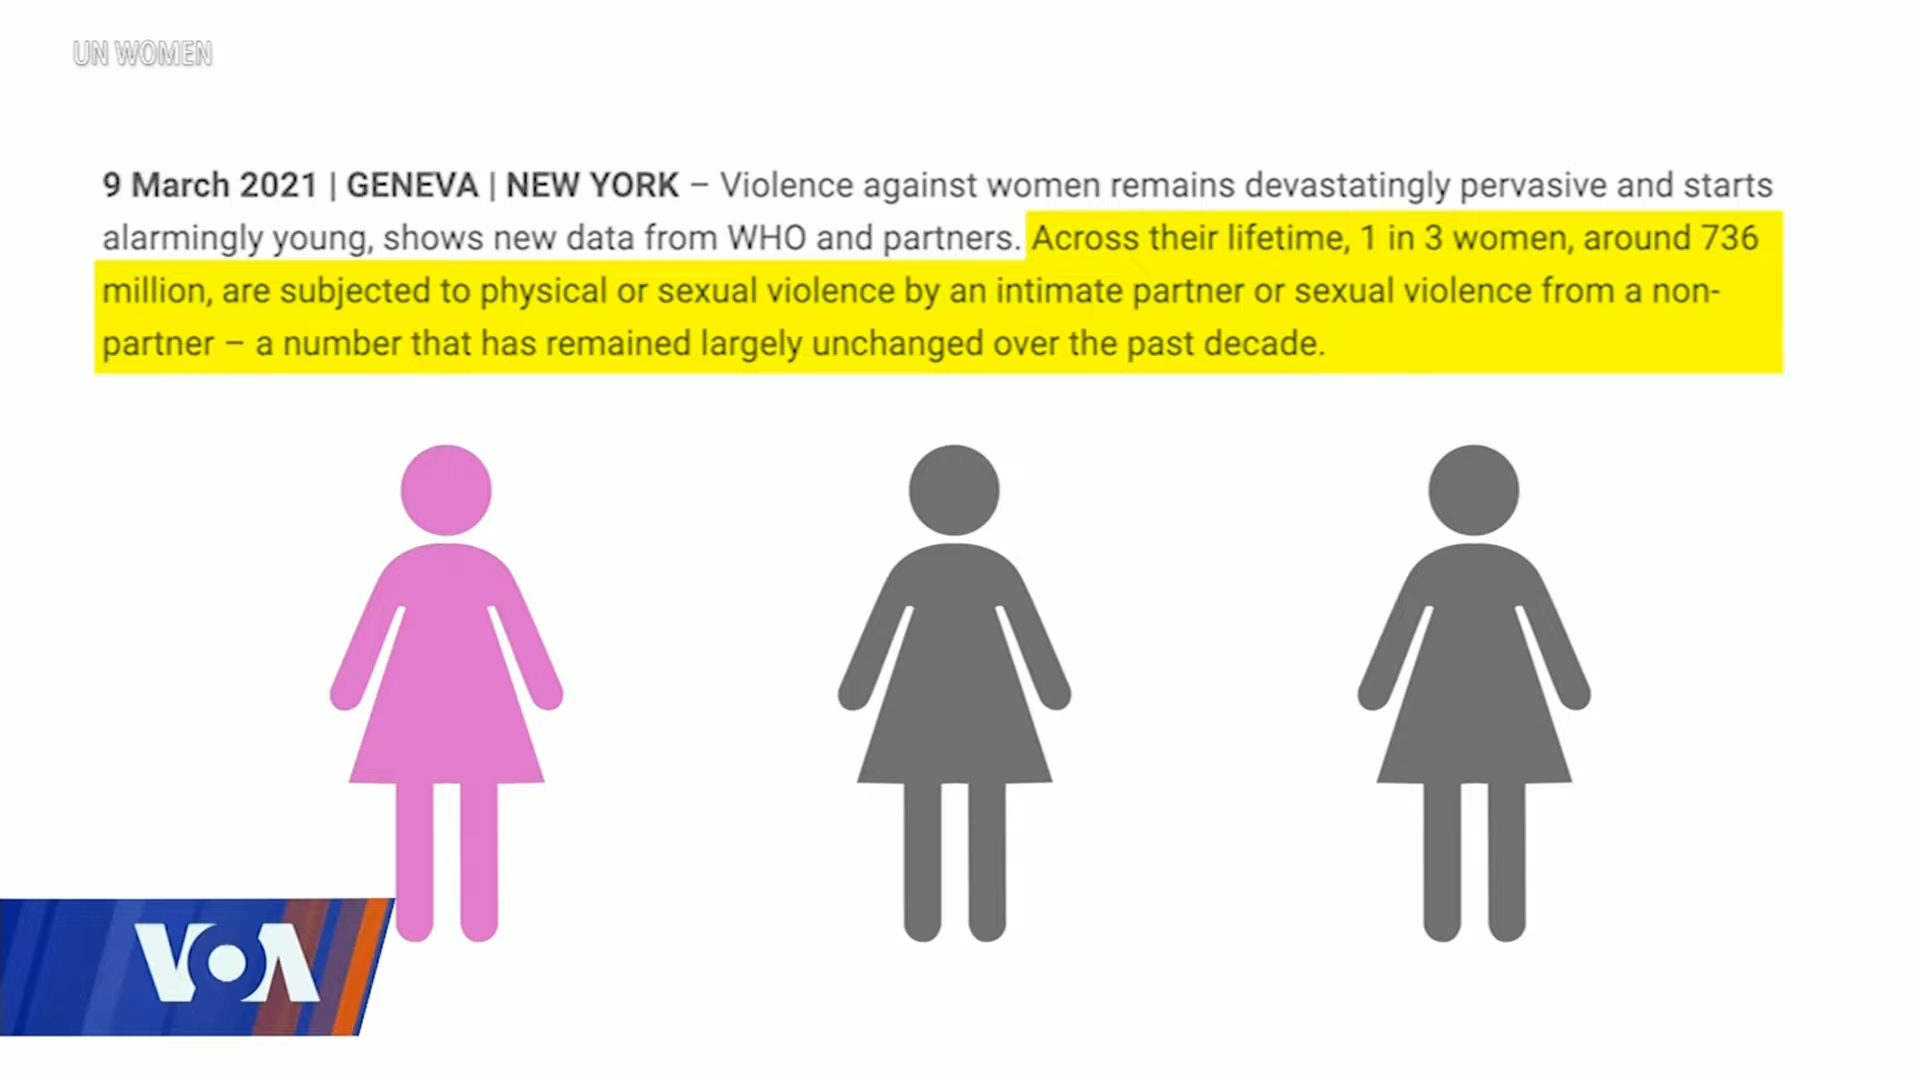 UN WOMEN
9 March 2021 | GENEVA | NEW YORK – Violence against women remains devastatingly pervasive and starts
alarmingly young, shows new data from WHO and partners. Across their lifetime, 1 in 3 women, around 736
million, are subjected to physical or sexual violence by an intimate partner or sexual violence from a non-
partner – a number that has remained largely unchanged over the past decade.
VOA